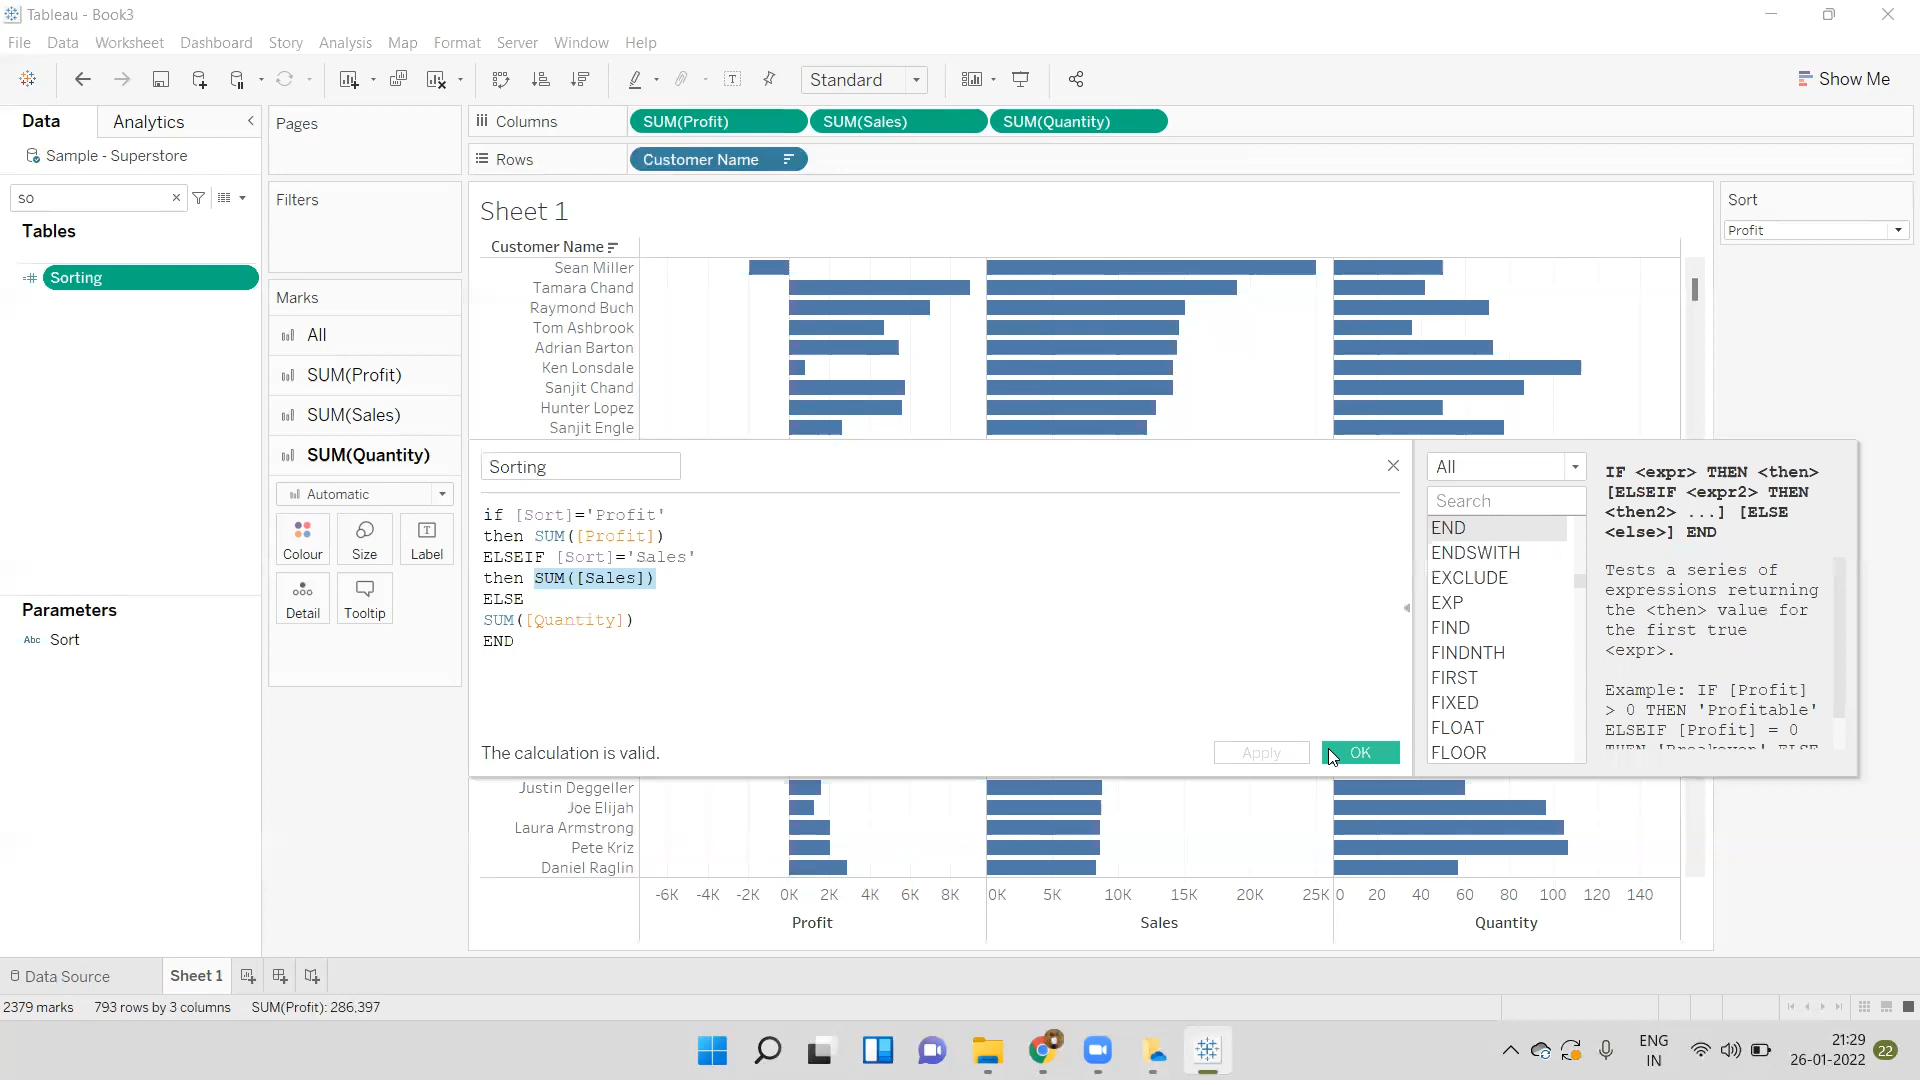 Tableau - Book3
File Data Worksheet Dashboard Story Analysis Map Format Server Window Help
Standard
Show Me
Data Analytics
Sample - Superstore
so
Tables
Sorting
Parameters
Abc Sort
Pages
Filters
Marks
All
SUM(Profit)
SUM(Sales)
SUM(Quantity)
Automatic
Colour Size Label
Detail Tooltip
Columns SUM(Profit) SUM(Sales) SUM(Quantity)
Rows Customer Name
Sheet 1
Customer Name
Sean Miller
Tamara Chand
Raymond Buch
Tom Ashbrook
Adrian Barton
Ken Lonsdale
Sanjit Chand
Hunter Lopez
Sanjit Engle
Sort
Profit
Sorting
if [Sort]='Profit'
then SUM([Profit])
ELSEIF [Sort]='Sales'
then SUM([Sales])
ELSE
SUM([Quantity])
END
The calculation is valid.
Apply OK
All
Search
END
ENDSWITH
EXCLUDE
EXP
FIND
FINDNTH
FIRST
FIXED
FLOAT
FLOOR
IF <expr> THEN <then>
[ELSEIF <expr2> THEN
<then2> ...] [ELSE
<else>] END
Tests a series of
expressions returning
the <then> value for
the first true
<expr>.
Example: IF [Profit]
> 0 THEN 'Profitable'
ELSEIF [Profit] = 0
THEN 'Breakeven' ELSE
Justin Deggeller
Joe Elijah
Laura Armstrong
Pete Kriz
Daniel Raglin
-6K -4K -2K 0K 2K 4K 6K 8K 0K 5K 10K 15K 20K 25K 0 20 40 60 80 100 120 140
Profit Sales Quantity
Data Source Sheet 1
2379 marks 793 rows by 3 columns SUM(Profit): 286,397
ENG
IN
21:29
26-01-2022
22